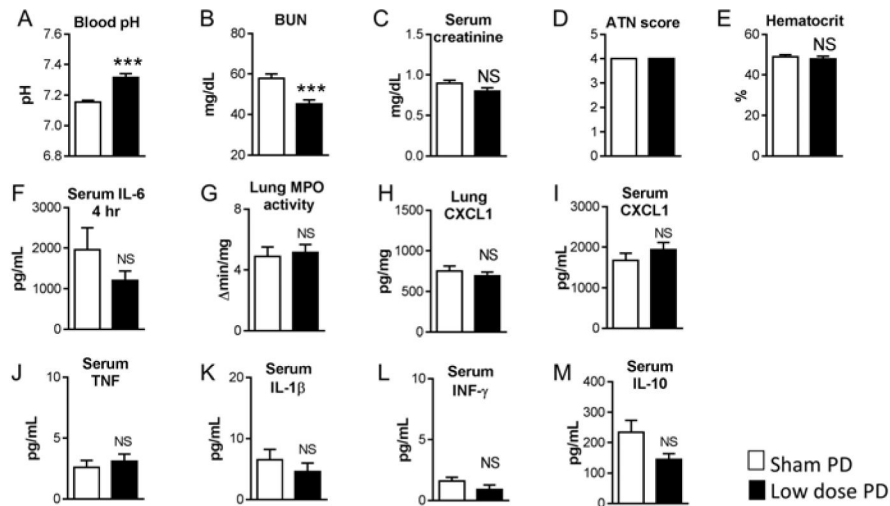 A Blood pH
7.6
7.4
7.2
7.0
6.8
pH
***
B BUN
80
60
40
20
mg/dL
***
C Serum
creatinine
1.5
1.0
0.5
0.0
mg/dL
NS
D ATN score
5
4
3
2
1
0
E Hematocrit
60
40
20
0
%
NS
F Serum IL-6
4 hr
3000
2000
1000
0
pg/mL
NS
G Lung MPO
activity
8
4
0
Δmin/mg
NS
H Lung
CXCL1
1500
1000
500
0
pg/mg
NS
I Serum
CXCL1
3000
2000
1000
0
pg/mL
NS
J Serum
TNF
10
5
0
pg/mL
NS
K Serum
IL-1β
20
10
0
pg/mL
NS
L Serum
INF-γ
10
5
0
pg/mL
NS
M Serum
IL-10
400
300
200
100
0
pg/mL
NS
Sham PD
Low dose PD